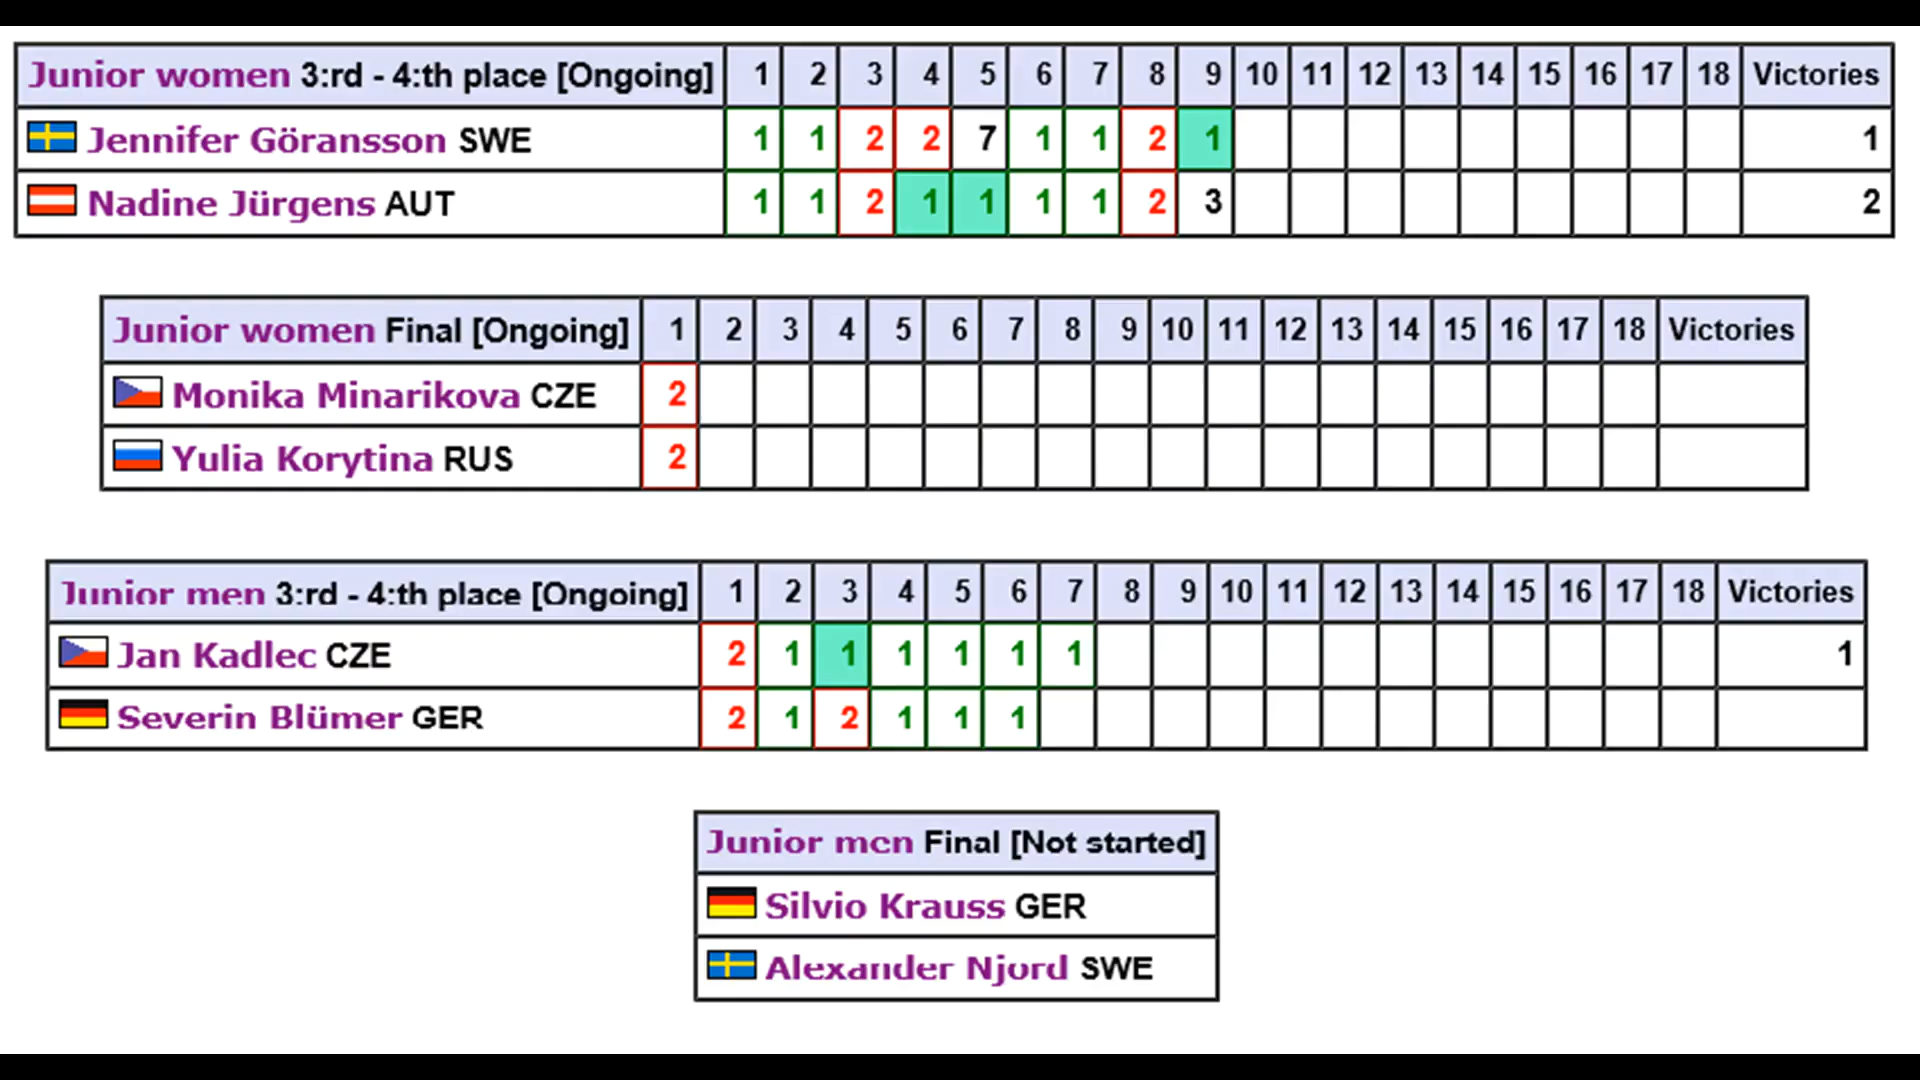 Junior women 3:rd - 4:th place [Ongoing] 1 2 3 4 5 6 7 8 9 10 11 12 13 14 15 16 17 18 Victories
Jennifer Göransson SWE 1 1 2 2 7 1 1 2 1 1
Nadine Jürgens AUT 1 1 2 1 1 1 1 2 3 2
Junior women Final [Ongoing] 1 2 3 4 5 6 7 8 9 10 11 12 13 14 15 16 17 18 Victories
Monika Minarikova CZE 2
Yulia Korytina RUS 2
Junior men 3:rd - 4:th place [Ongoing] 1 2 3 4 5 6 7 8 9 10 11 12 13 14 15 16 17 18 Victories
Jan Kadlec CZE 2 1 1 1 1 1 1 1
Severin Blümer GER 2 1 2 1 1 1
Junior men Final [Not started]
Silvio Krauss GER
Alexander Njord SWE